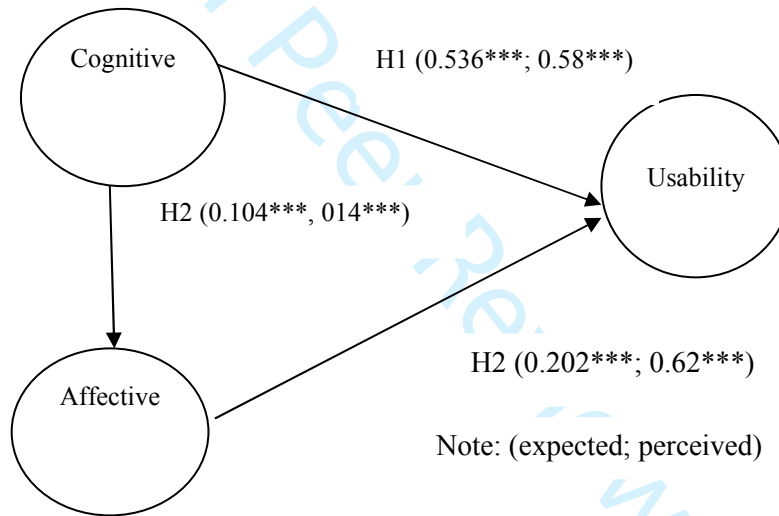 Cognitive
H1 (0.536***; 0.58***)
Usability
H2 (0.104***, 014***)
H2 (0.202***; 0.62***)
Affective
Note: (expected; perceived)